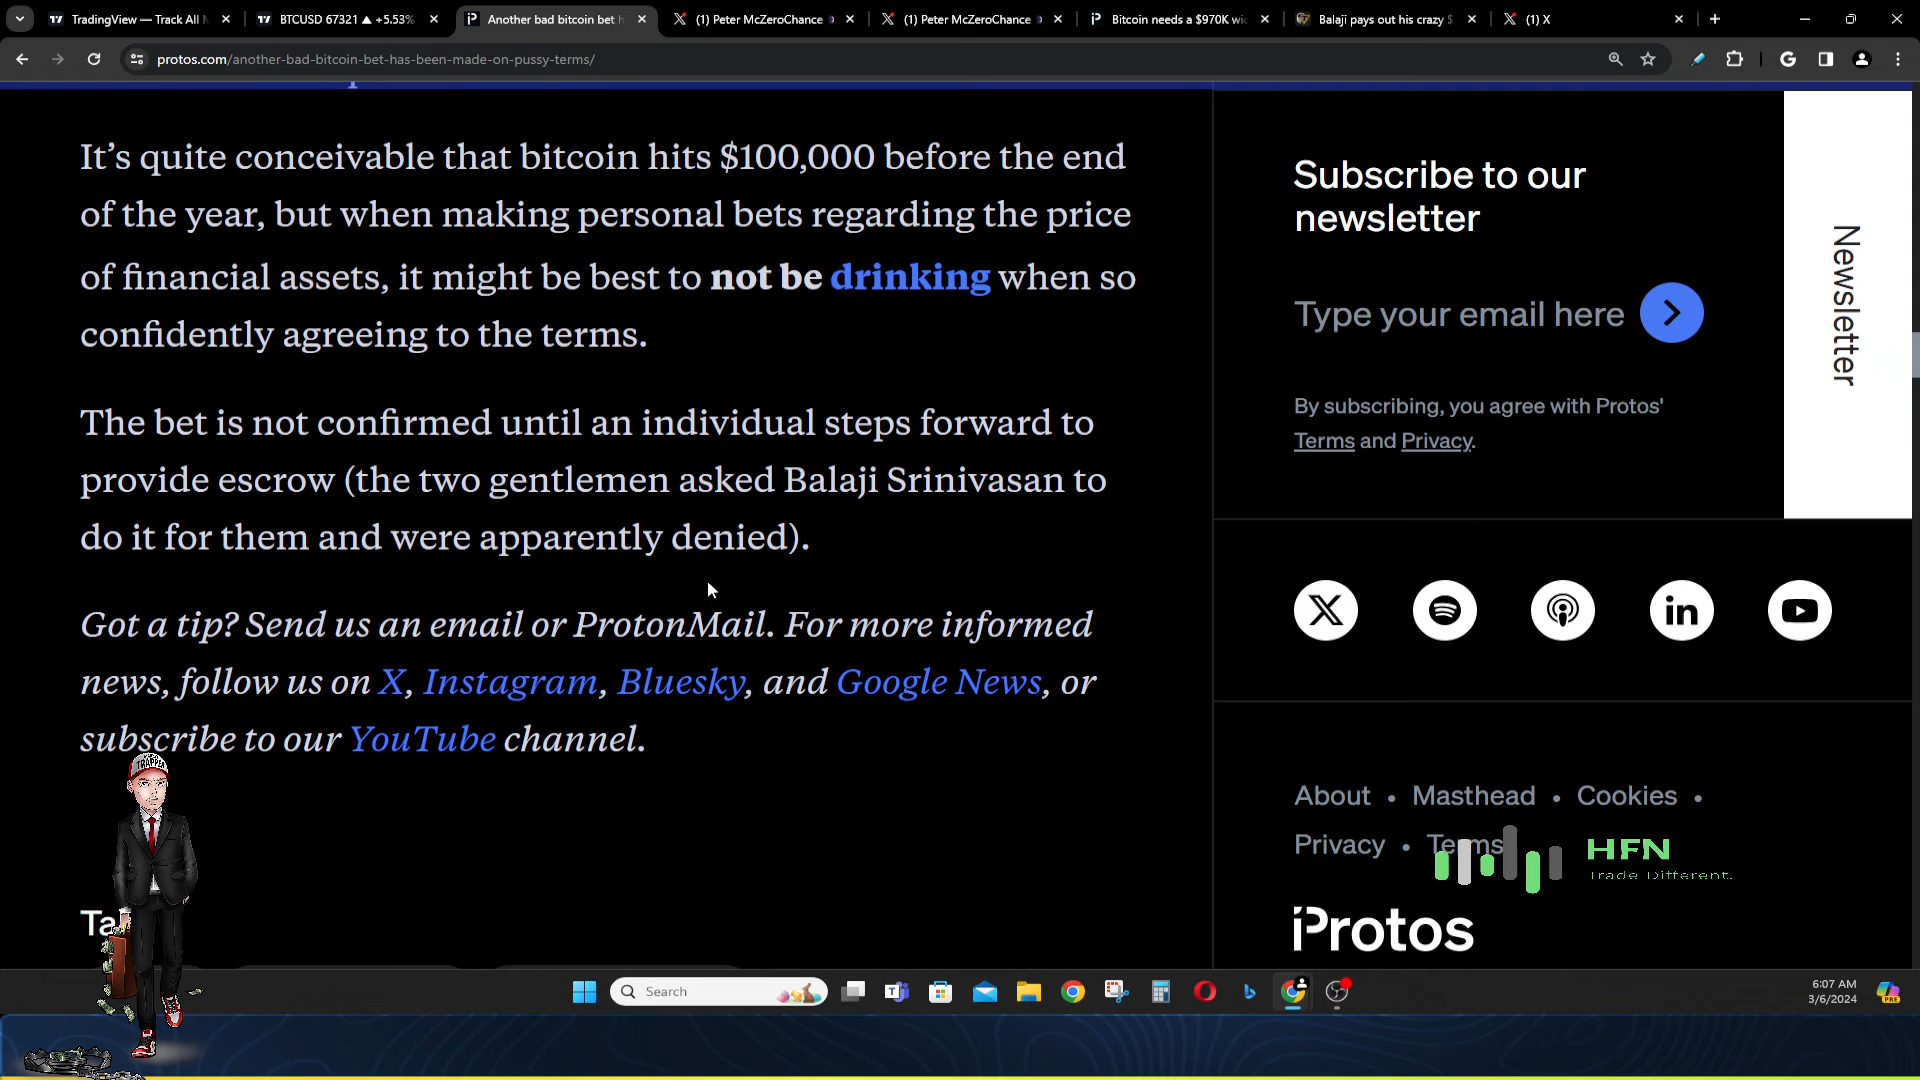 TradingView — Track All M
BTCUSD 67321 ▲ +5.53%
Another bad bitcoin bet h
(1) Peter McZeroChance
(1) Peter McZeroChance
Bitcoin needs a $970K wi
Balaji pays out his crazy $
(1) X
protos.com/another-bad-bitcoin-bet-has-been-made-on-pussy-terms/
It's quite conceivable that bitcoin hits $100,000 before the end
of the year, but when making personal bets regarding the price
of financial assets, it might be best to not be drinking when so
confidently agreeing to the terms.
The bet is not confirmed until an individual steps forward to
provide escrow (the two gentlemen asked Balaji Srinivasan to
do it for them and were apparently denied).
Got a tip? Send us an email or ProtonMail. For more informed
news, follow us on X, Instagram, Bluesky, and Google News, or
subscribe to our YouTube channel.
TRAPPER
Subscribe to our
newsletter
Type your email here
By subscribing, you agree with Protos'
Terms and Privacy.
Newsletter
About • Masthead • Cookies •
Privacy • Terms
HFN
Trade Different.
Protos
Search
6:07 AM
3/6/2024
PRE